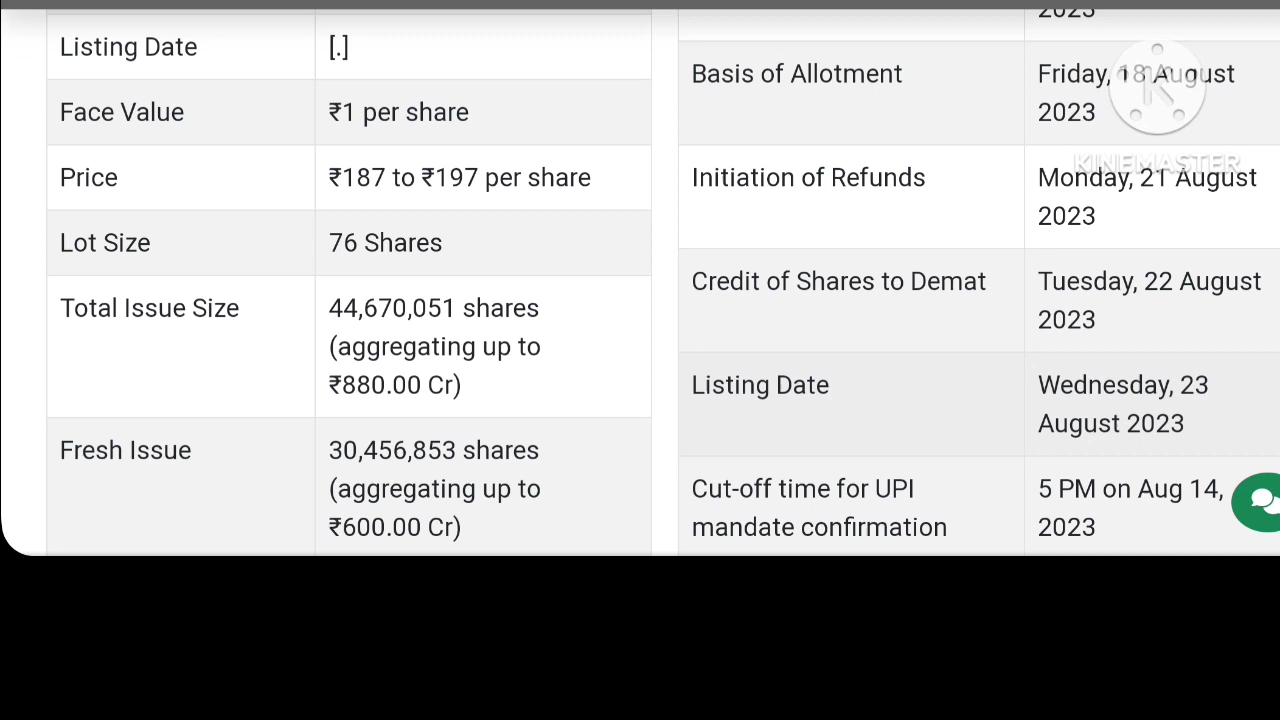 Listing Date [.]
Face Value ₹1 per share
Price ₹187 to ₹197 per share
Lot Size 76 Shares
Total Issue Size 44,670,051 shares
(aggregating up to
₹880.00 Cr)
Fresh Issue 30,456,853 shares
(aggregating up to
₹600.00 Cr)
2023
Basis of Allotment Friday, 18 August
2023
KINEMASTER
Initiation of Refunds Monday, 21 August
2023
Credit of Shares to Demat Tuesday, 22 August
2023
Listing Date Wednesday, 23
August 2023
Cut-off time for UPI 5 PM on Aug 14,
mandate confirmation 2023